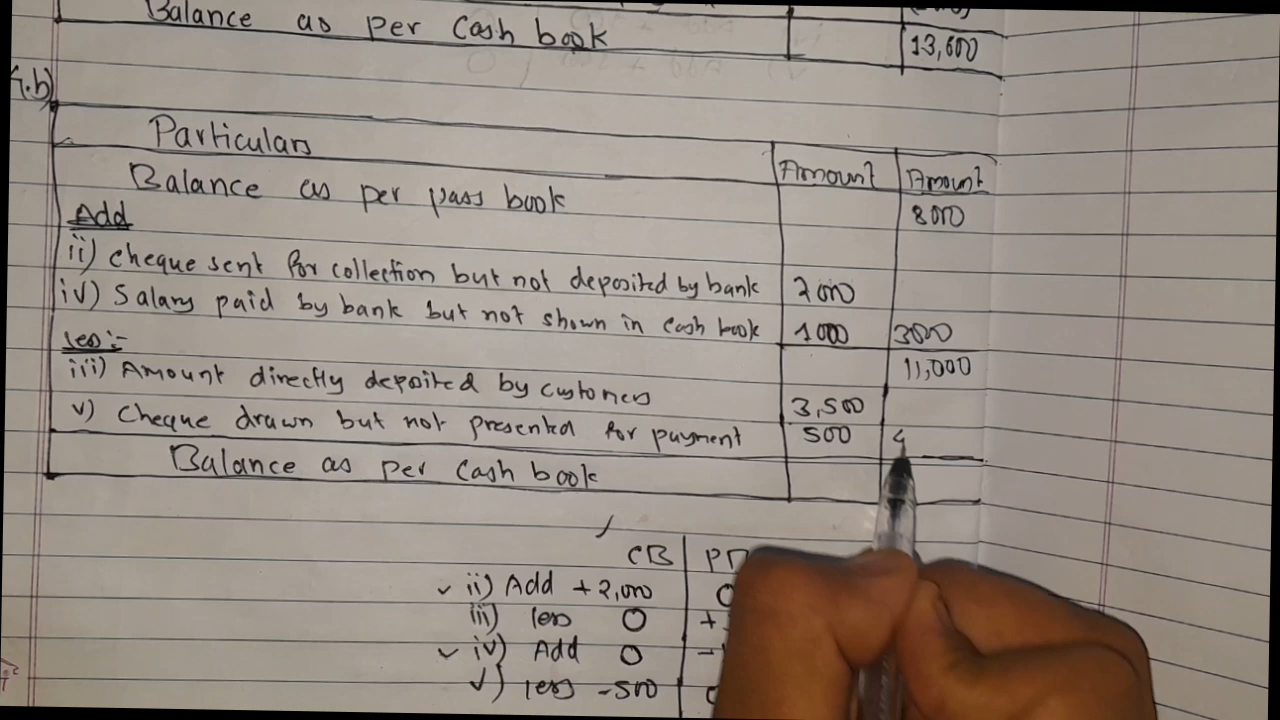 Balance as per Cash book 13,600
4.b)
Particulars Amount Amount
Balance as per pass book 8000
Add
ii) Cheque sent for collection but not deposited by bank 2000
iv) Salary paid by bank but not shown in cash book 1000 3000
less :- 11,000
iii) Amount directly deposited by customers 3,500
v) Cheque drawn but not presented for payment 500 4
Balance as per Cash book
CB
ii) Add +2,000 0
iii) less 0 +
iv) Add 0 -
v) less -500